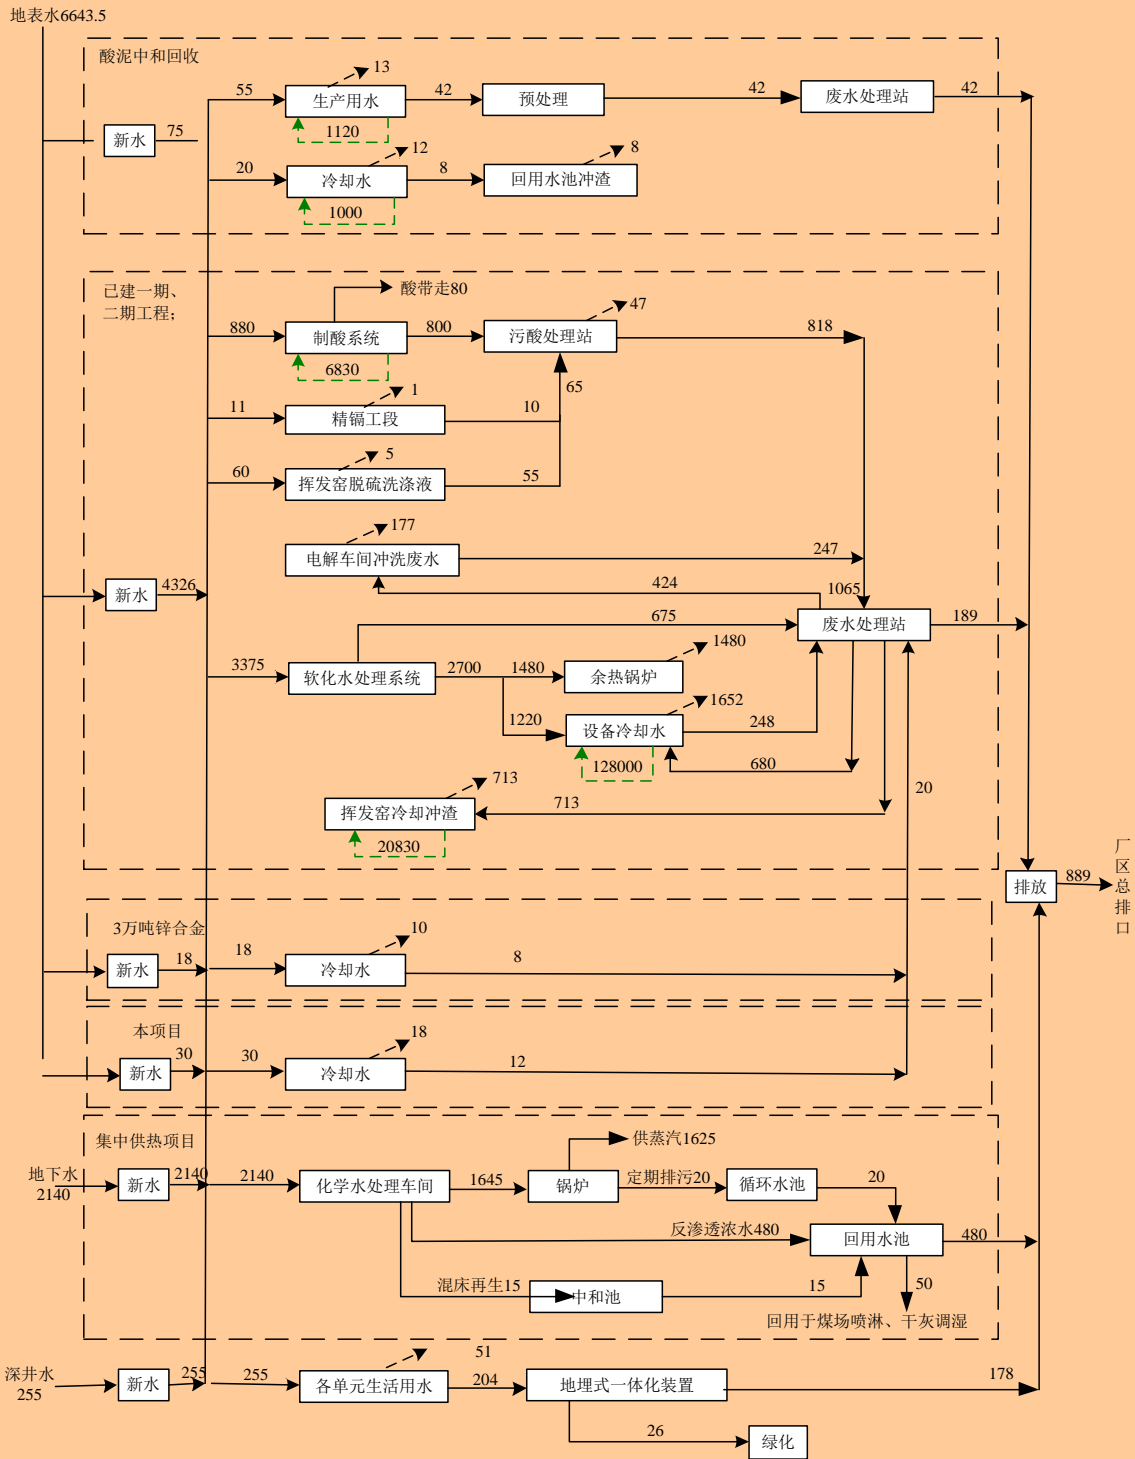 地表水6643.5
酸泥中和回收
13
55
生产用水
42
预处理
42
废水处理站
42
1120
新水
75
12
8
20
冷却水
8
回用水池冲渣
1000
已建一期、
二期工程；
酸带走80
47
880
制酸系统
800
污酸处理站
818
6830
65
1
11
精镉工段
10
5
60
挥发窑脱硫洗涤液
55
177
电解车间冲洗废水
247
新水
4326
424
1065
675
废水处理站
189
3375
软化水处理系统
2700
1480
余热锅炉
1480
1652
1220
设备冷却水
248
128000
680
713
20
挥发窑冷却冲渣
713
20830
排放
889
厂区总排口
3万吨锌合金
10
新水
18
18
冷却水
8
本项目
18
新水
30
30
冷却水
12
集中供热项目
供蒸汽1625
地下水
2140
新水
2140
2140
化学水处理车间
1645
锅炉
定期排污20
循环水池
20
反渗透浓水480
回用水池
480
混床再生15
中和池
15
50
回用于煤场喷淋、干灰调湿
深井水
255
新水
255
255
51
各单元生活用水
204
地埋式一体化装置
178
26
绿化